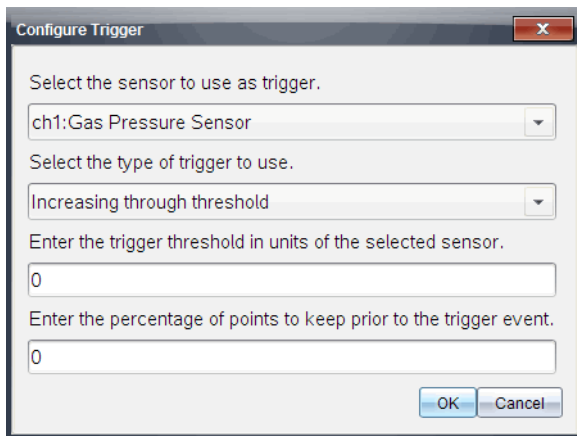 Configure Trigger
Select the sensor to use as trigger.
ch1:Gas Pressure Sensor
Select the type of trigger to use.
Increasing through threshold
Enter the trigger threshold in units of the selected sensor.
0
Enter the percentage of points to keep prior to the trigger event.
0
OK Cancel